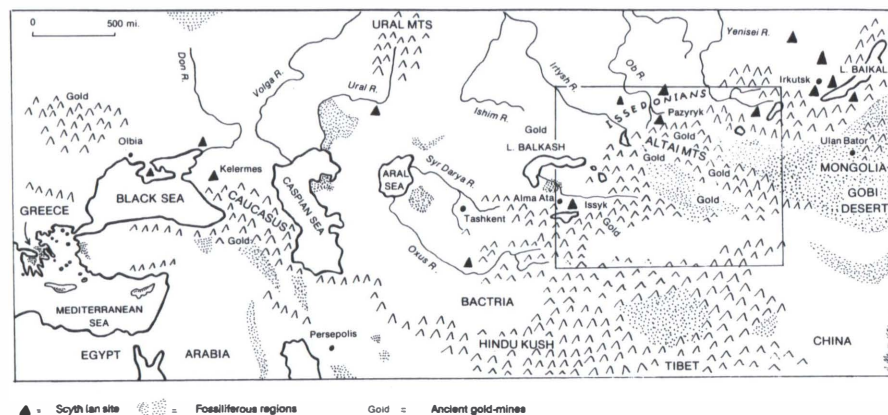 0 500 mi.
URAL MTS
Yenisei R.
Don R.
Volga R.
Ural R.
Irtysh R.
Ob R.
Irkutsk
L. BAIKAL
Gold
Olbia
Ishim R.
ISSEDONIANS
Pazyryk
Gold
Gold
ALTAI MTS
Ulan Bator
Kelermes
L. BALKASH
Gold
Gold
MONGOLIA
GREECE
BLACK SEA
CAUCASUS
CASPIAN SEA
ARAL SEA
Syr Darya R.
Alma Ata
Issyk
Gold
GOBI DESERT
Tashkent
Gold
Gold
Oxus R.
MEDITERRANEAN SEA
BACTRIA
Persepolis
HINDU KUSH
CHINA
EGYPT
ARABIA
TIBET
= Scythian site = Fossiliferous regions Gold = Ancient gold-mines